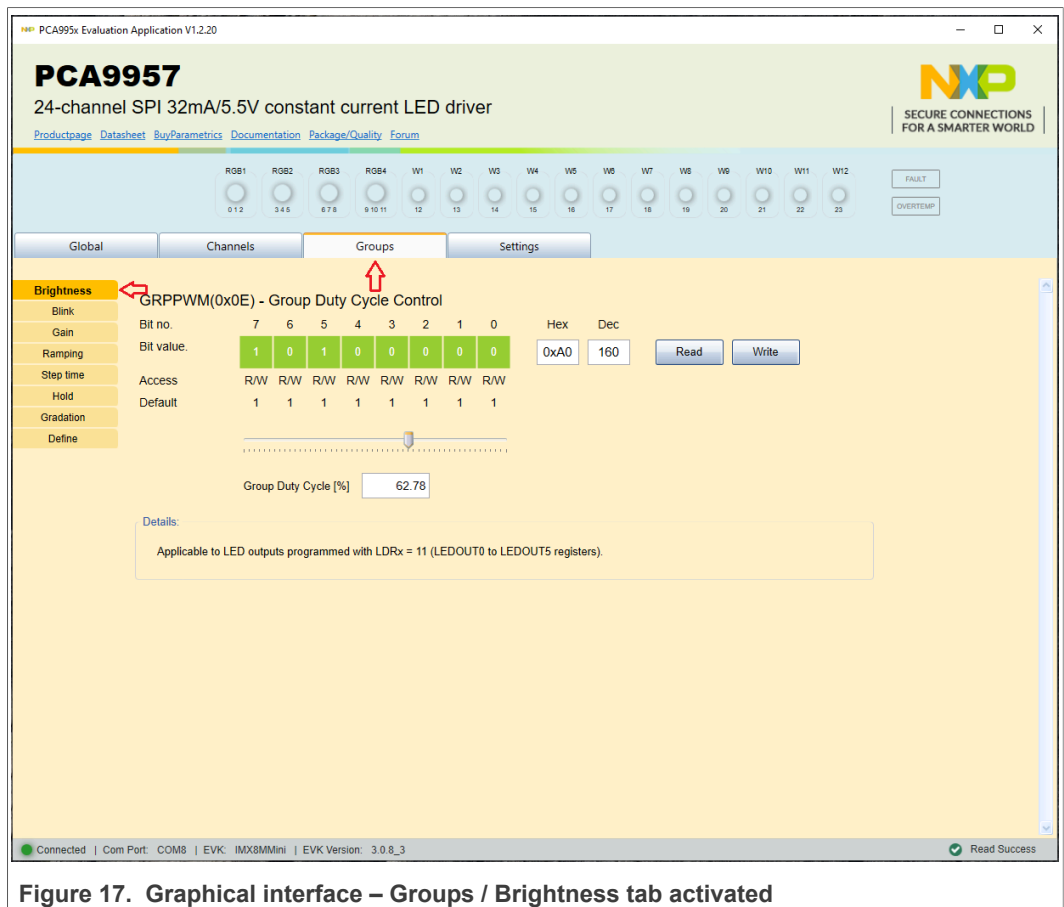 NXP PCA995x Evaluation Application V1.2.20
PCA9957
24-channel SPI 32mA/5.5V constant current LED driver
Productpage Datasheet BuyParametrics Documentation Package/Quality Forum
NXP
SECURE CONNECTIONS
FOR A SMARTER WORLD
RGB1 RGB2 RGB3 RGB4 W1 W2 W3 W4 W5 W6 W7 W8 W9 W10 W11 W12
0 1 2 3 4 5 6 7 8 9 10 11 12 13 14 15 16 17 18 19 20 21 22 23
FAULT
OVERTEMP
Global Channels Groups Settings
Brightness
Blink
Gain
Ramping
Step time
Hold
Gradation
Define
GRPPWM(0x0E) - Group Duty Cycle Control
Bit no. 7 6 5 4 3 2 1 0 Hex Dec
Bit value. 1 0 1 0 0 0 0 0 0xA0 160 Read Write
Access R/W R/W R/W R/W R/W R/W R/W R/W
Default 1 1 1 1 1 1 1 1
Group Duty Cycle [%] 62.78
Details:
Applicable to LED outputs programmed with LDRx = 11 (LEDOUT0 to LEDOUT5 registers).
Connected | Com Port: COM8 | EVK: IMX8MMini | EVK Version: 3.0.8_3 Read Success
Figure 17. Graphical interface – Groups / Brightness tab activated